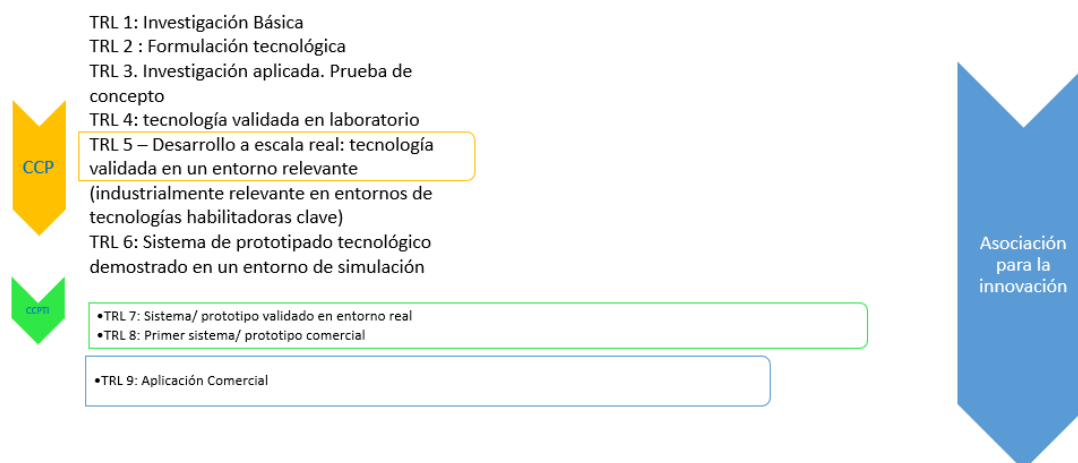 TRL 1: Investigación Básica
TRL 2 : Formulación tecnológica
TRL 3. Investigación aplicada. Prueba de
concepto
TRL 4: tecnología validada en laboratorio
TRL 5 – Desarrollo a escala real: tecnología
validada en un entorno relevante
(industrialmente relevante en entornos de
tecnologías habilitadoras clave)
TRL 6: Sistema de prototipado tecnológico
demostrado en un entorno de simulación
CCP
CCPTI
•TRL 7: Sistema/ prototipo validado en entorno real
•TRL 8: Primer sistema/ prototipo comercial
•TRL 9: Aplicación Comercial
Asociación
para la
innovación